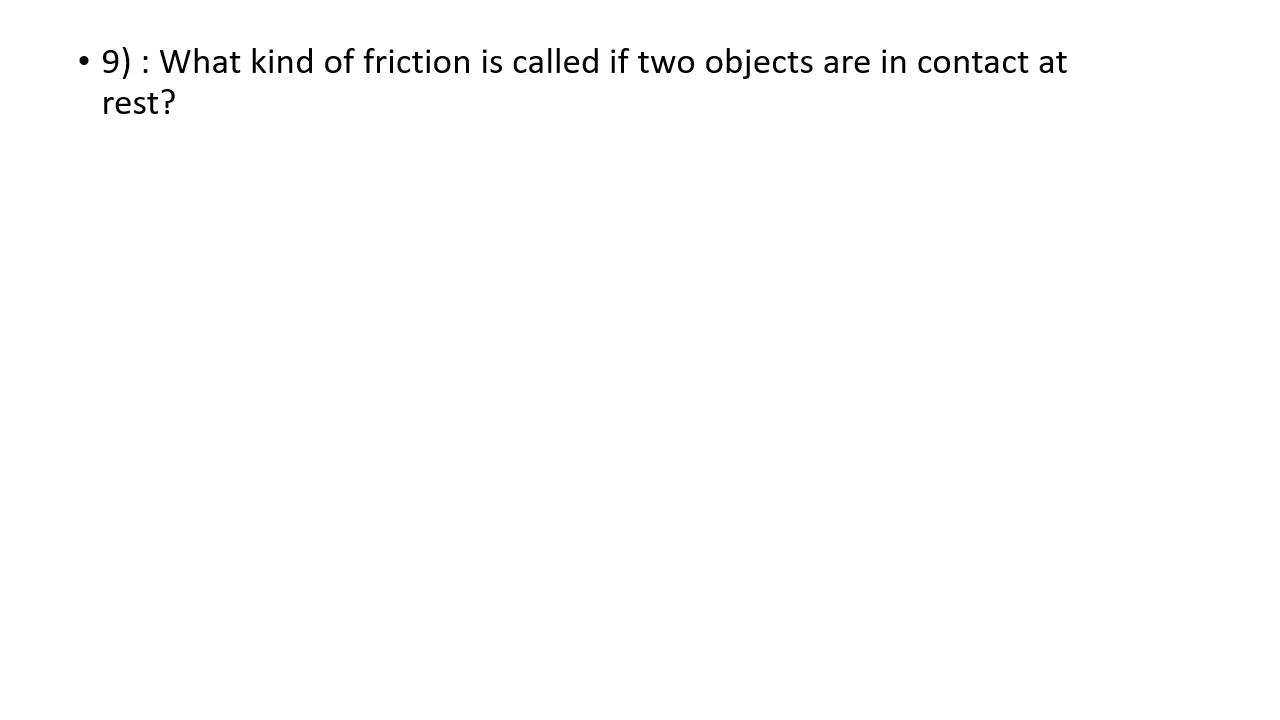 • 9) : What kind of friction is called if two objects are in contact at
rest?